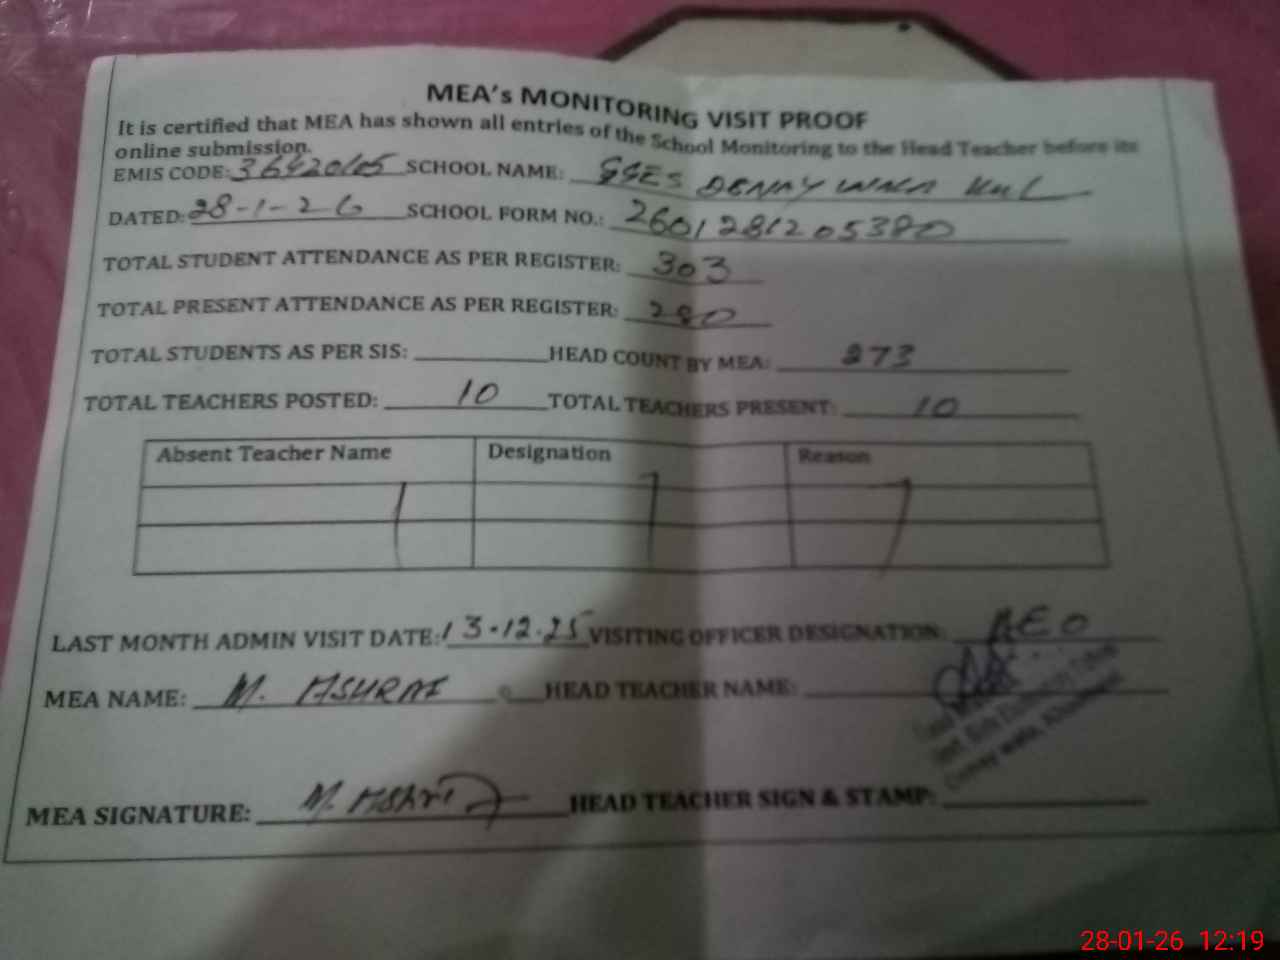 MEA's MONITORING VISIT PROOF
It is certified that MEA has shown all entries of the School Monitoring to the Head Teacher before its
online submission.
EMIS CODE: 36420105 SCHOOL NAME: GGES
DATED: 28-1-26 SCHOOL FORM NO.: 2601281205380
TOTAL STUDENT ATTENDANCE AS PER REGISTER: 303
TOTAL PRESENT ATTENDANCE AS PER REGISTER: 280
TOTAL STUDENTS AS PER SIS: HEAD COUNT BY MEA: 273
TOTAL TEACHERS POSTED: 10 TOTAL TEACHERS PRESENT: 10
Absent Teacher Name Designation Reason
LAST MONTH ADMIN VISIT DATE: 13-12-25 VISITING OFFICER DESIGNATION: AEO
MEA NAME: M. ASHRAF HEAD TEACHER NAME:
MEA SIGNATURE: M. Ashraf HEAD TEACHER SIGN & STAMP:
28-01-26 12:19